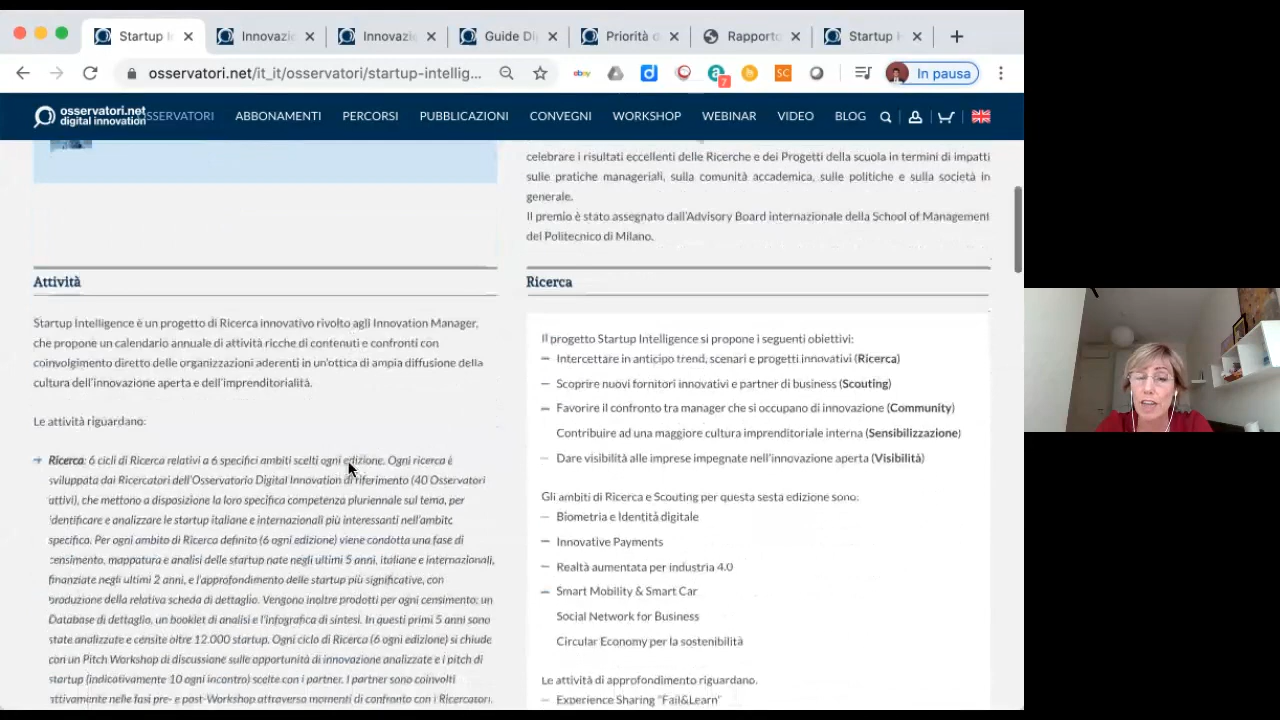 Startup I
Innovazi
Innovazi
Guide Di
Priorità d
Rapporto
Startup H
osservatori.net/it_it/osservatori/startup-intellig...
ebay
7
SC
In pausa
osservatori.net
digital innovation
OSSERVATORI
ABBONAMENTI
PERCORSI
PUBBLICAZIONI
CONVEGNI
WORKSHOP
WEBINAR
VIDEO
BLOG
celebrare i risultati eccellenti delle Ricerche e dei Progetti della scuola in termini di impatti
sulle pratiche manageriali, sulla comunità accademica, sulle politiche e sulla società in
generale.
Il premio è stato assegnato dall'Advisory Board internazionale della School of Management
del Politecnico di Milano.
Attività
Startup Intelligence è un progetto di Ricerca innovativo rivolto agli Innovation Manager,
che propone un calendario annuale di attività ricche di contenuti e confronti con
coinvolgimento diretto delle organizzazioni aderenti in un'ottica di ampia diffusione della
cultura dell'innovazione aperta e dell'imprenditorialità.
Le attività riguardano:
Ricerca: 6 cicli di Ricerca relativi a 6 specifici ambiti scelti ogni edizione. Ogni ricerca è
sviluppata dai Ricercatori dell'Osservatorio Digital Innovation di riferimento (40 Osservatori
attivi), che mettono a disposizione la loro specifica competenza pluriennale sul tema, per
identificare e analizzare le startup italiane e internazionali più interessanti nell'ambito
specifico. Per ogni ambito di Ricerca definito (6 ogni edizione) viene condotta una fase di
censimento, mappatura e analisi delle startup nate negli ultimi 5 anni, italiane e internazionali,
finanziate negli ultimi 2 anni, e l'approfondimento delle startup più significative, con
produzione della relativa scheda di dettaglio. Vengono inoltre prodotti per ogni censimento: un
Database di dettaglio, un booklet di analisi e l'infografica di sintesi. In questi primi 5 anni sono
state analizzate e censite oltre 12.000 startup. Ogni ciclo di Ricerca (6 ogni edizione) si chiude
con un Pitch Workshop di discussione sulle opportunità di innovazione analizzate e i pitch di
startup (indicativamente 10 ogni incontro) scelte con i partner. I partner sono coinvolti
attivamente nelle fasi pre- e post-Workshop attraverso momenti di confronto con i Ricercatori.
Ricerca
Il progetto Startup Intelligence si propone i seguenti obiettivi:
– Intercettare in anticipo trend, scenari e progetti innovativi (Ricerca)
– Scoprire nuovi fornitori innovativi e partner di business (Scouting)
– Favorire il confronto tra manager che si occupano di innovazione (Community)
Contribuire ad una maggiore cultura imprenditoriale interna (Sensibilizzazione)
– Dare visibilità alle imprese impegnate nell'innovazione aperta (Visibilità)
Gli ambiti di Ricerca e Scouting per questa sesta edizione sono:
– Biometria e Identità digitale
– Innovative Payments
– Realtà aumentata per industria 4.0
– Smart Mobility & Smart Car
Social Network for Business
Circular Economy per la sostenibilità
Le attività di approfondimento riguardano.
– Experience Sharing "Fail&Learn"